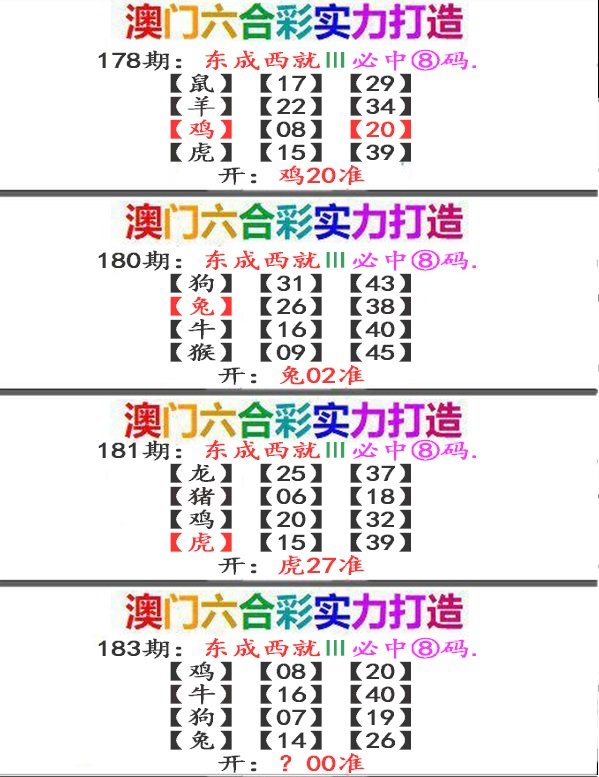 澳门六合彩实力打造
178期：东成西就III必中⑧码.
【鼠】【17】【29】
【羊】【22】【34】
【鸡】【08】【20】
【虎】【15】【39】
开：鸡20准
澳门六合彩实力打造
180期：东成西就III必中⑧码.
【狗】【31】【43】
【兔】【26】【38】
【牛】【16】【40】
【猴】【09】【45】
开：兔02准
澳门六合彩实力打造
181期：东成西就III必中⑧码.
【龙】【25】【37】
【猪】【06】【18】
【鸡】【20】【32】
【虎】【15】【39】
开：虎27准
澳门六合彩实力打造
183期：东成西就III必中⑧码.
【鸡】【08】【20】
【牛】【16】【40】
【狗】【07】【19】
【兔】【14】【26】
开：？00准